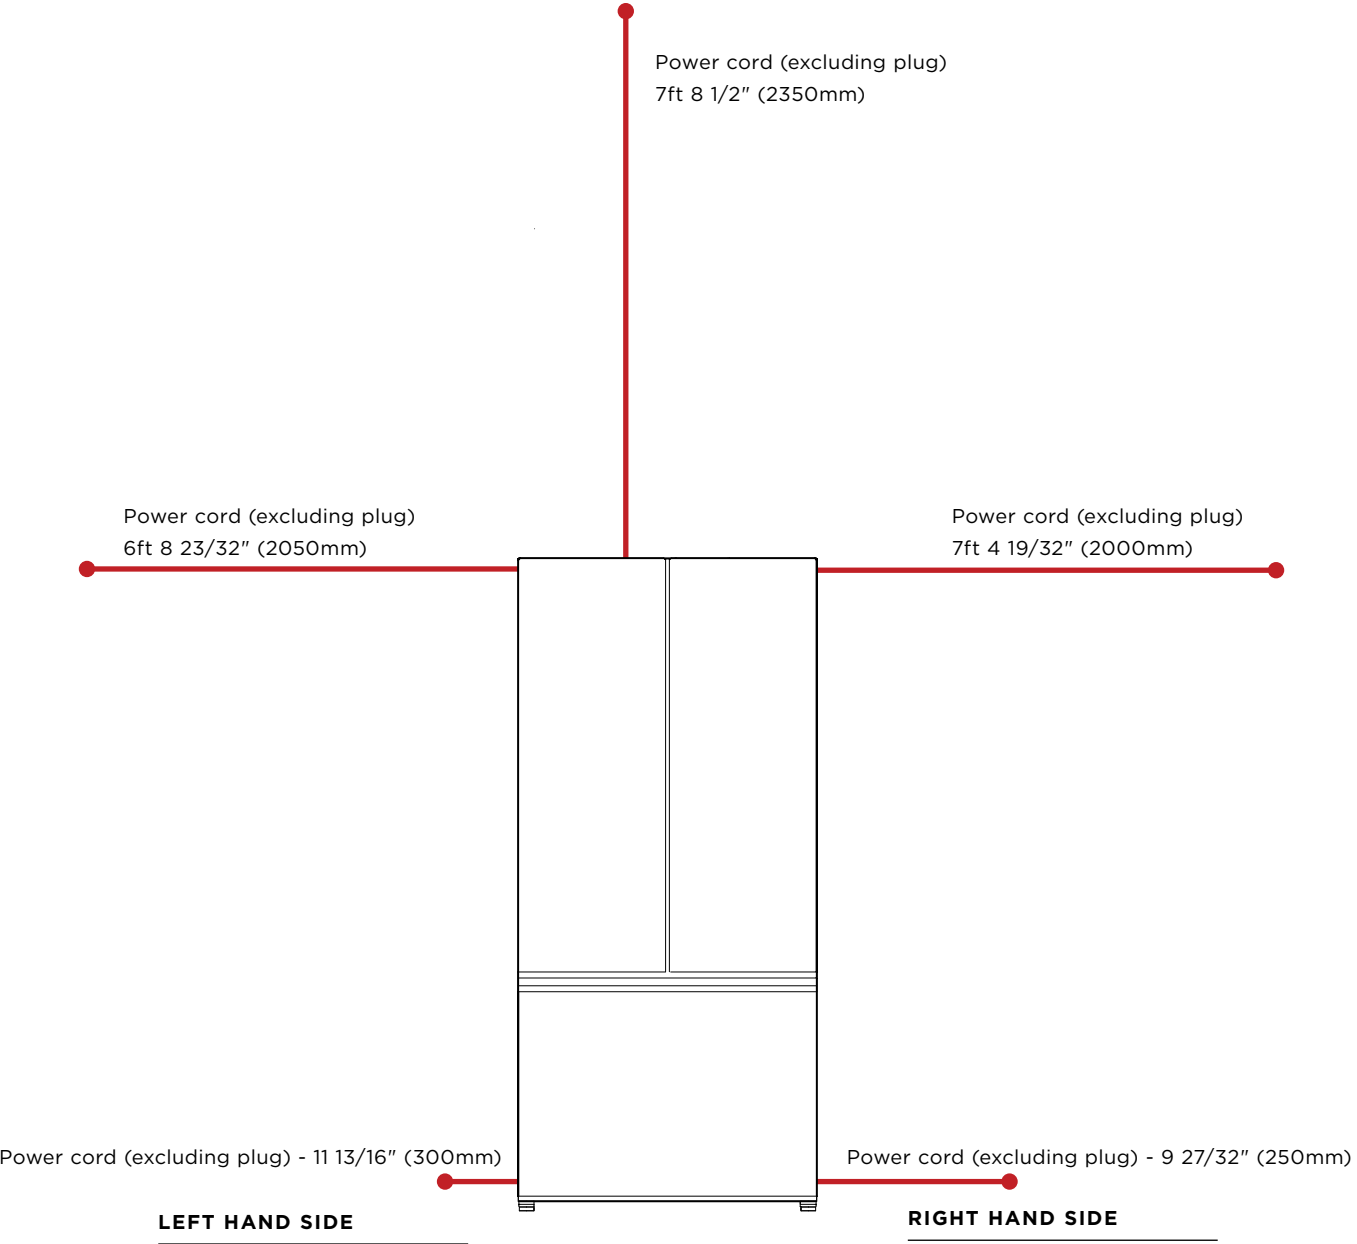 Power cord (excluding plug)
7ft 8 1/2" (2350mm)
Power cord (excluding plug)
6ft 8 23/32" (2050mm)
Power cord (excluding plug)
7ft 4 19/32" (2000mm)
Power cord (excluding plug) - 11 13/16" (300mm)
Power cord (excluding plug) - 9 27/32" (250mm)
LEFT HAND SIDE
RIGHT HAND SIDE